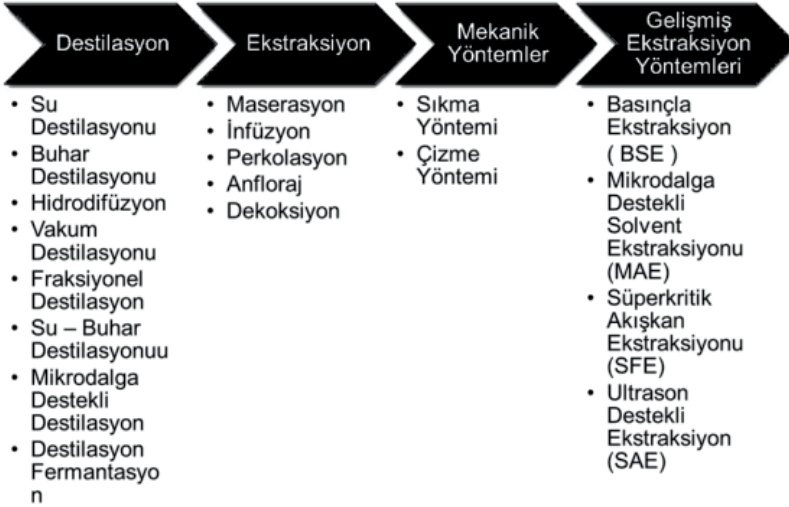 Destilasyon
• Su
Destilasyonu
• Buhar
Destilasyonu
• Hidrodifüzyon
• Vakum
Destilasyonu
• Fraksiyonel
Destilasyon
• Su – Buhar
Destilasyonuu
• Mikrodalga
Destekli
Destilasyon
• Destilasyon
Fermantasyo
n
Ekstraksiyon
• Maserasyon
• İnfüzyon
• Perkolasyon
• Anfloraj
• Dekoksiyon
Mekanik
Yöntemler
• Sıkma
Yöntemi
• Çizme
Yöntemi
Gelişmiş
Ekstraksiyon
Yöntemleri
• Basınçla
Ekstraksiyon
( BSE )
• Mikrodalga
Destekli
Solvent
Ekstraksiyonu
(MAE)
• Süperkritik
Akışkan
Ekstraksiyonu
(SFE)
• Ultrason
Destekli
Ekstraksiyon
(SAE)